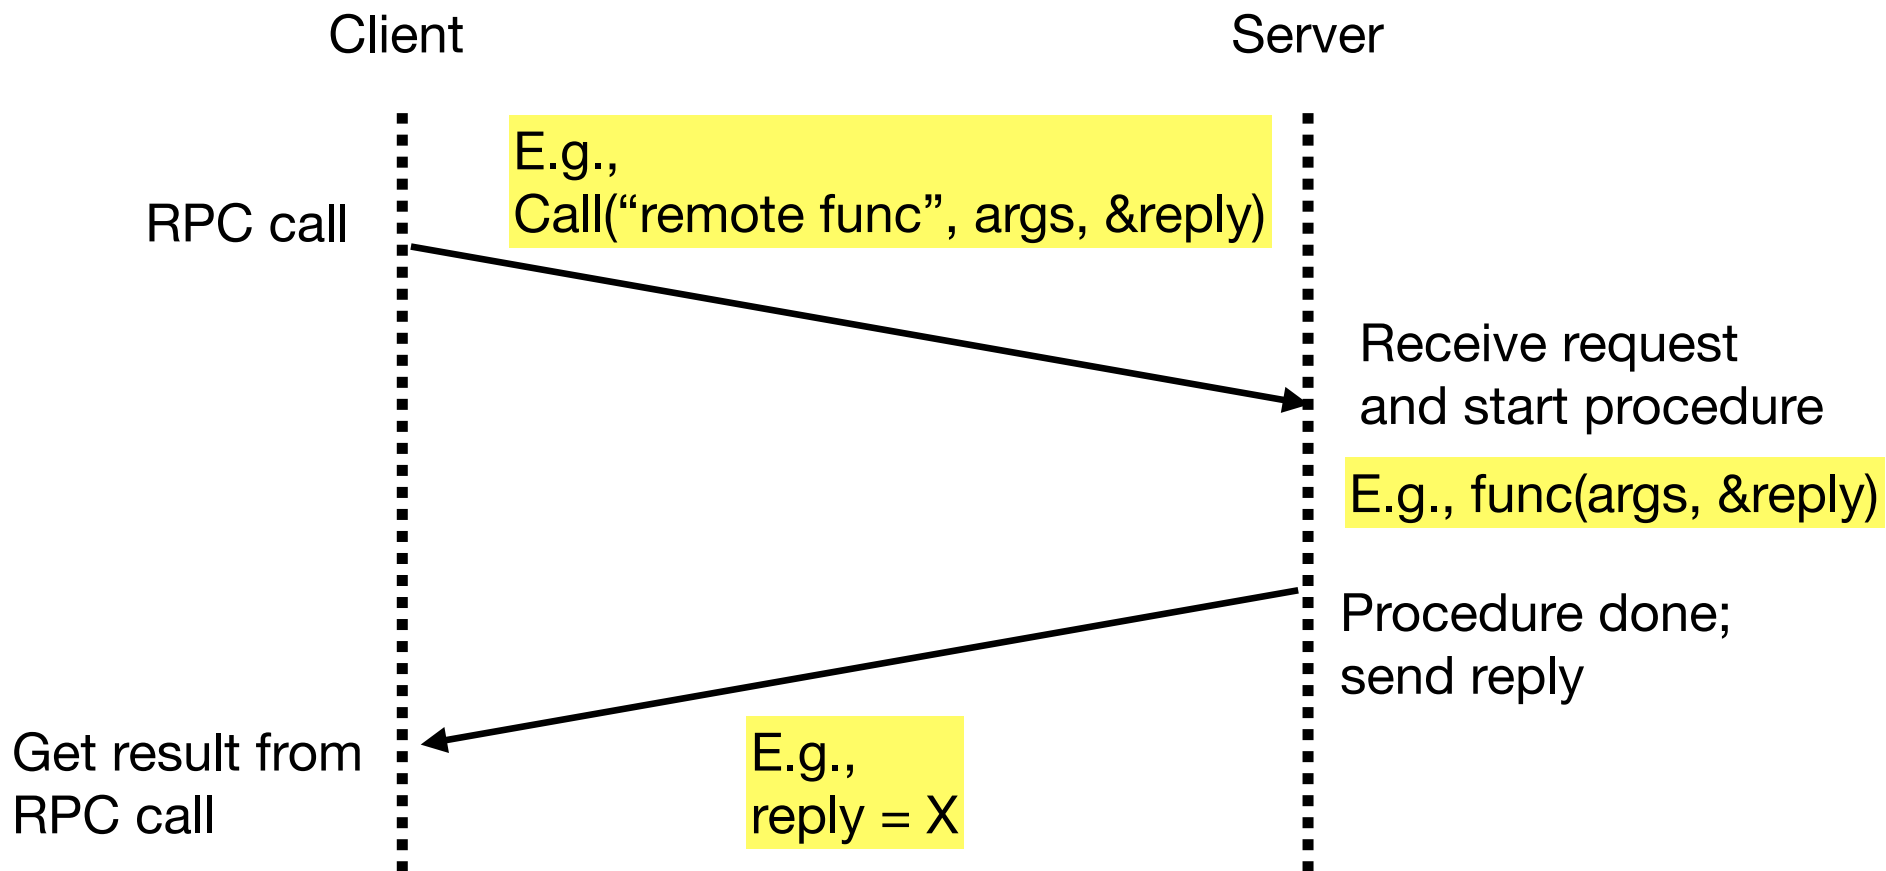 Client
Server
E.g.,
Call(“remote func”, args, &reply)
RPC call
Receive request
and start procedure
E.g., func(args, &reply)
Procedure done;
send reply
Get result from
RPC call
E.g.,
reply = X